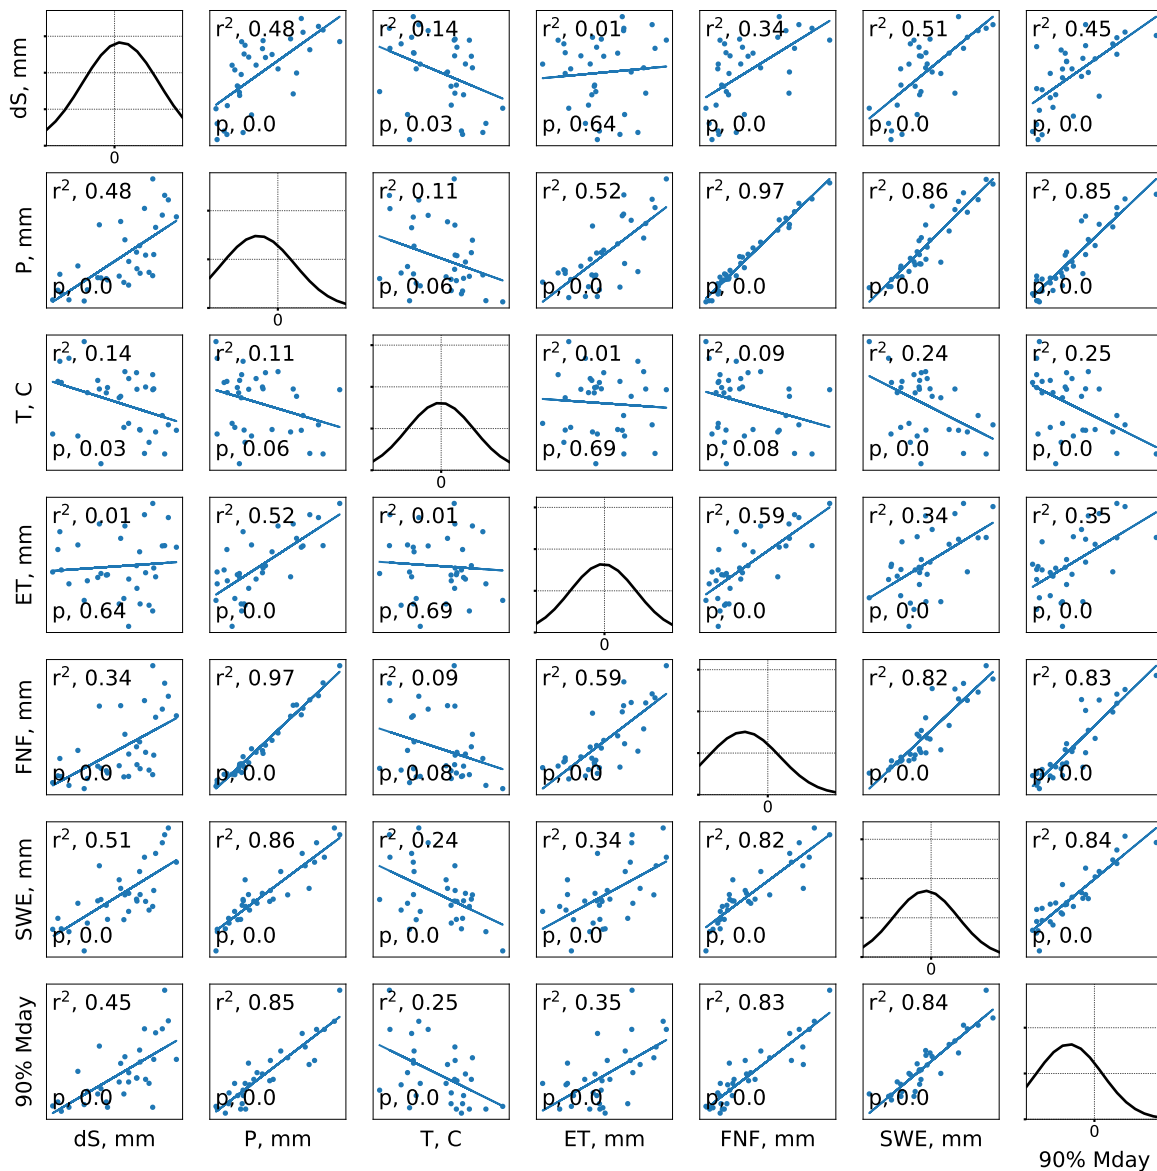 dS, mm
r², 0.48
r², 0.14
r², 0.01
r², 0.34
r², 0.51
r², 0.45
p, 0.0
p, 0.03
p, 0.64
p, 0.0
p, 0.0
p, 0.0
0
P, mm
r², 0.48
r², 0.11
r², 0.52
r², 0.97
r², 0.86
r², 0.85
p, 0.0
p, 0.06
p, 0.0
p, 0.0
p, 0.0
p, 0.0
0
T, C
r², 0.14
r², 0.11
r², 0.01
r², 0.09
r², 0.24
r², 0.25
p, 0.03
p, 0.06
p, 0.69
p, 0.08
p, 0.0
p, 0.0
0
ET, mm
r², 0.01
r², 0.52
r², 0.01
r², 0.59
r², 0.34
r², 0.35
p, 0.64
p, 0.0
p, 0.69
p, 0.0
p, 0.0
p, 0.0
0
FNF, mm
r², 0.34
r², 0.97
r², 0.09
r², 0.59
r², 0.82
r², 0.83
p, 0.0
p, 0.0
p, 0.08
p, 0.0
p, 0.0
p, 0.0
0
SWE, mm
r², 0.51
r², 0.86
r², 0.24
r², 0.34
r², 0.82
r², 0.84
p, 0.0
p, 0.0
p, 0.0
p, 0.0
p, 0.0
p, 0.0
0
90% Mday
r², 0.45
r², 0.85
r², 0.25
r², 0.35
r², 0.83
r², 0.84
p, 0.0
p, 0.0
p, 0.0
p, 0.0
p, 0.0
p, 0.0
0
dS, mm
P, mm
T, C
ET, mm
FNF, mm
SWE, mm
90% Mday